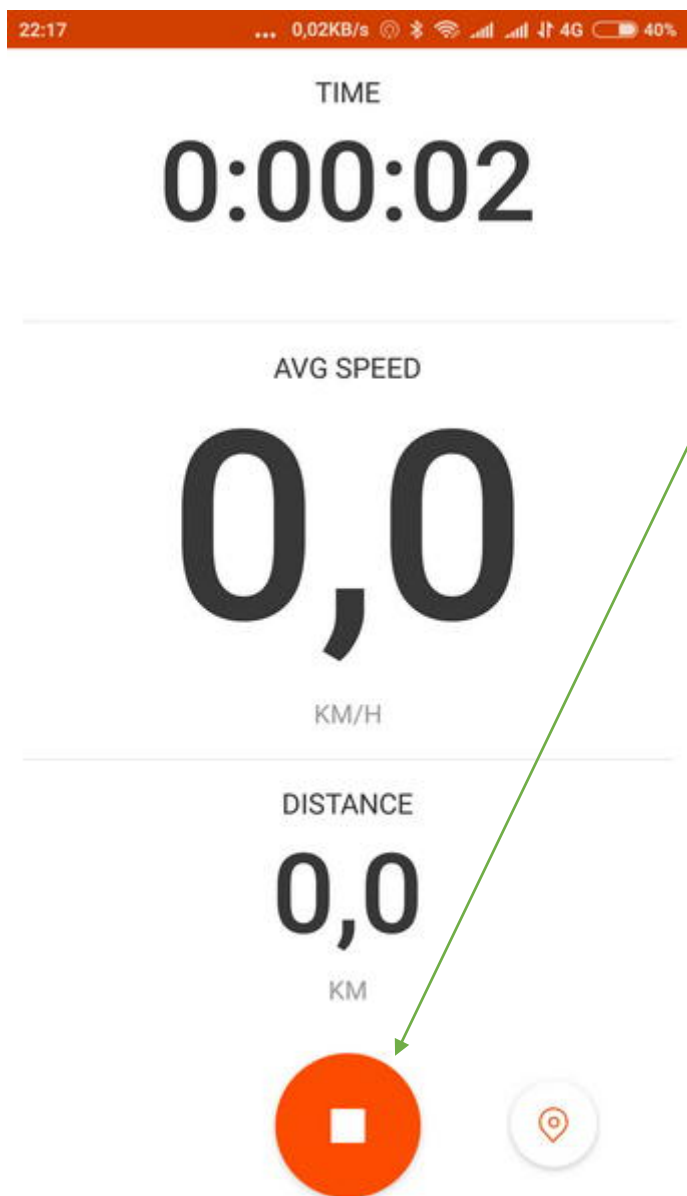 22:17 ... 0,02KB/s 4G 40%
TIME
0:00:02
AVG SPEED
0,0
KM/H
DISTANCE
0,0
KM